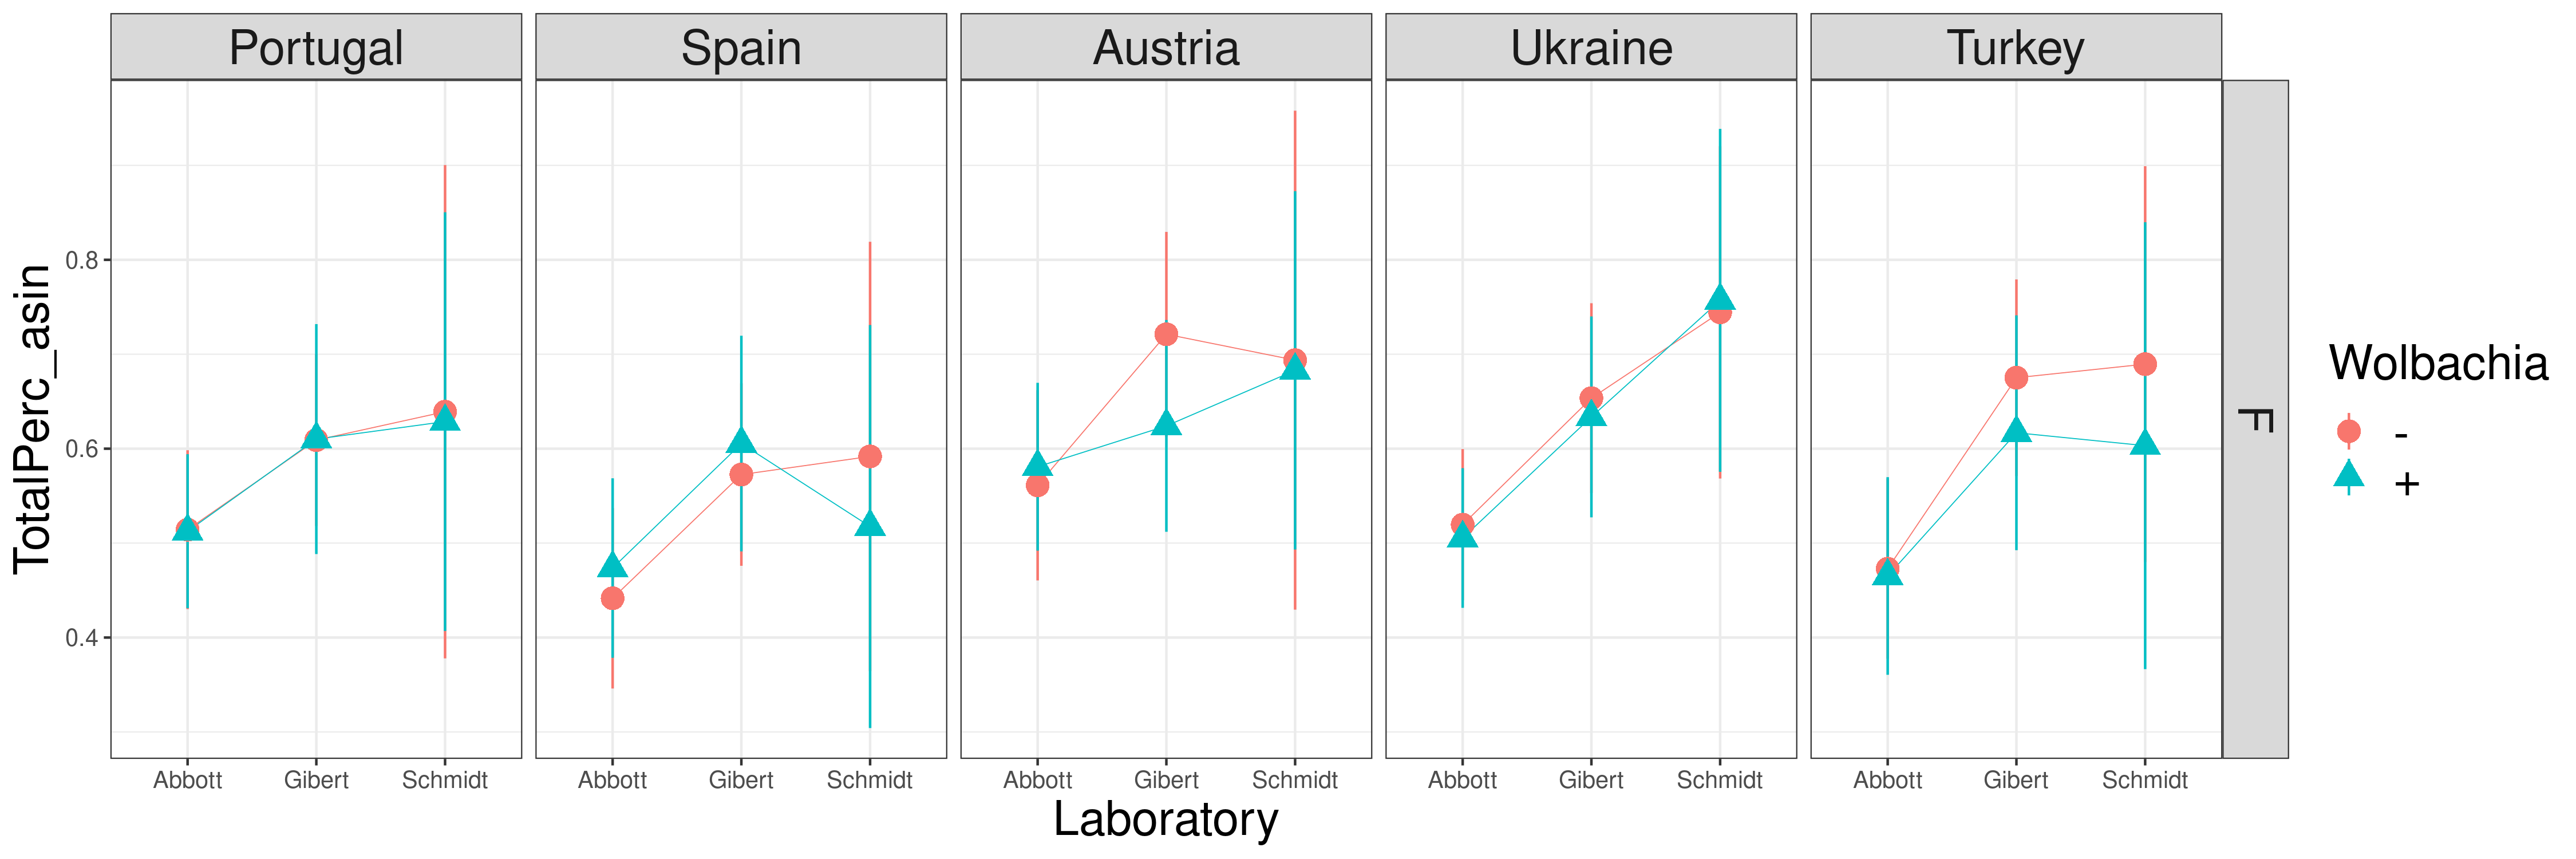 Portugal
Spain
Austria
Ukraine
Turkey
F
TotalPerc_asin
0.8
0.6
0.4
Abbott Gibert Schmidt
Abbott Gibert Schmidt
Abbott Gibert Schmidt
Abbott Gibert Schmidt
Abbott Gibert Schmidt
Laboratory
Wolbachia
-
+